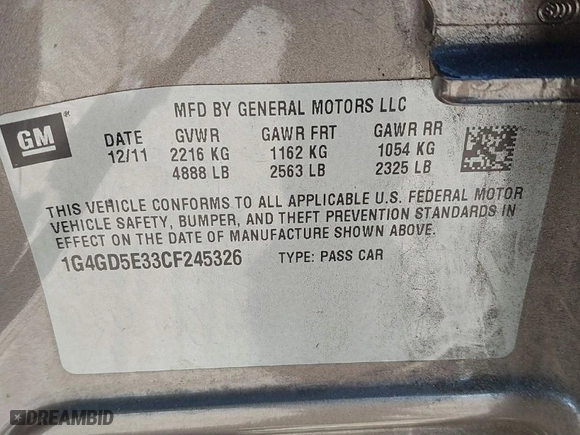 MFD BY GENERAL MOTORS LLC
GM
DATE GVWR GAWR FRT GAWR RR
12/11 2216 KG 1162 KG 1054 KG
4888 LB 2563 LB 2325 LB
THIS VEHICLE CONFORMS TO ALL APPLICABLE U.S. FEDERAL MOTOR
VEHICLE SAFETY, BUMPER, AND THEFT PREVENTION STANDARDS IN
EFFECT ON THE DATE OF MANUFACTURE SHOWN ABOVE.
1G4GD5E33CF245326 TYPE: PASS CAR
DREAMBID